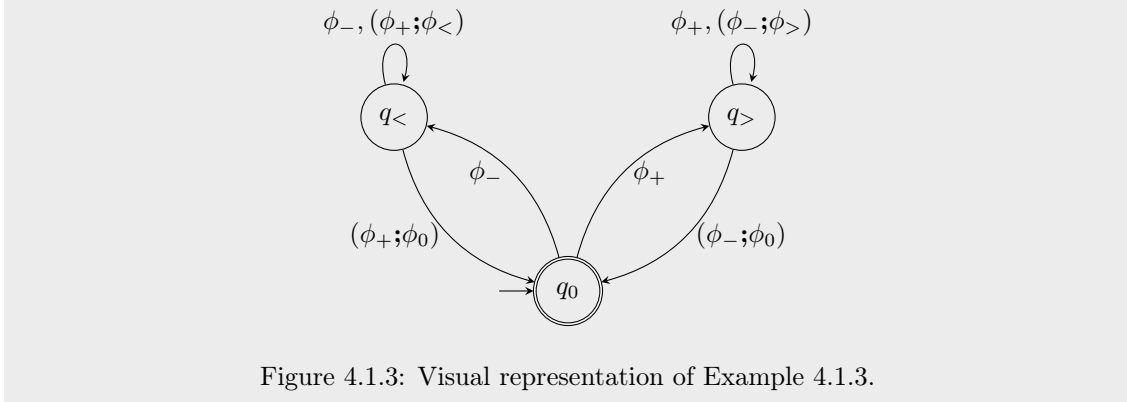 ϕ₋, (ϕ₊;ϕ<)
ϕ₊, (ϕ₋;ϕ>)
q<
q>
ϕ₋
ϕ₊
(ϕ₊;ϕ₀)
(ϕ₋;ϕ₀)
q₀
Figure 4.1.3: Visual representation of Example 4.1.3.